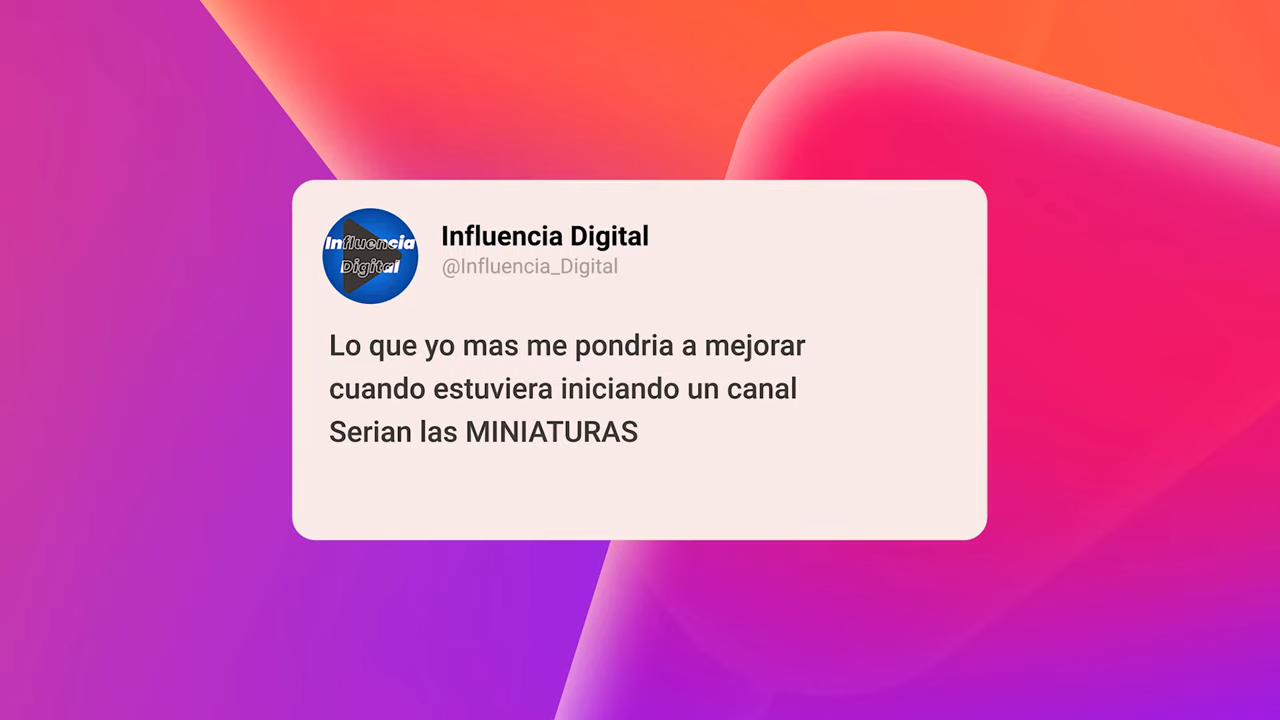 Influencia
Digital
Influencia Digital
@Influencia_Digital
Lo que yo mas me pondria a mejorar
cuando estuviera iniciando un canal
Serian las MINIATURAS